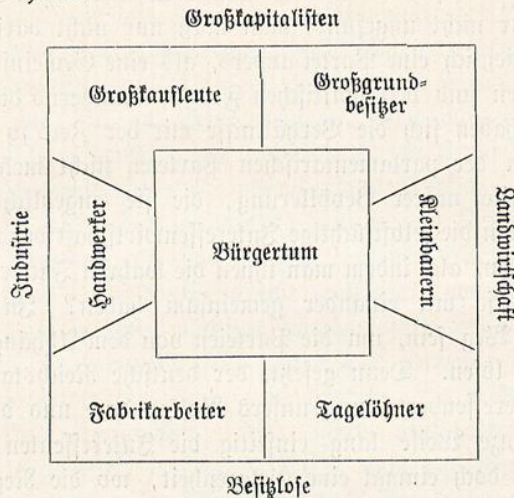 Großkapitalisten
Großkaufleute
Großgrund-
besitzer
Industrie
Handwerker
Bürgertum
Kleinbauern
Landwirtschaft
Fabrikarbeiter
Tagelöhner
Besitzlose